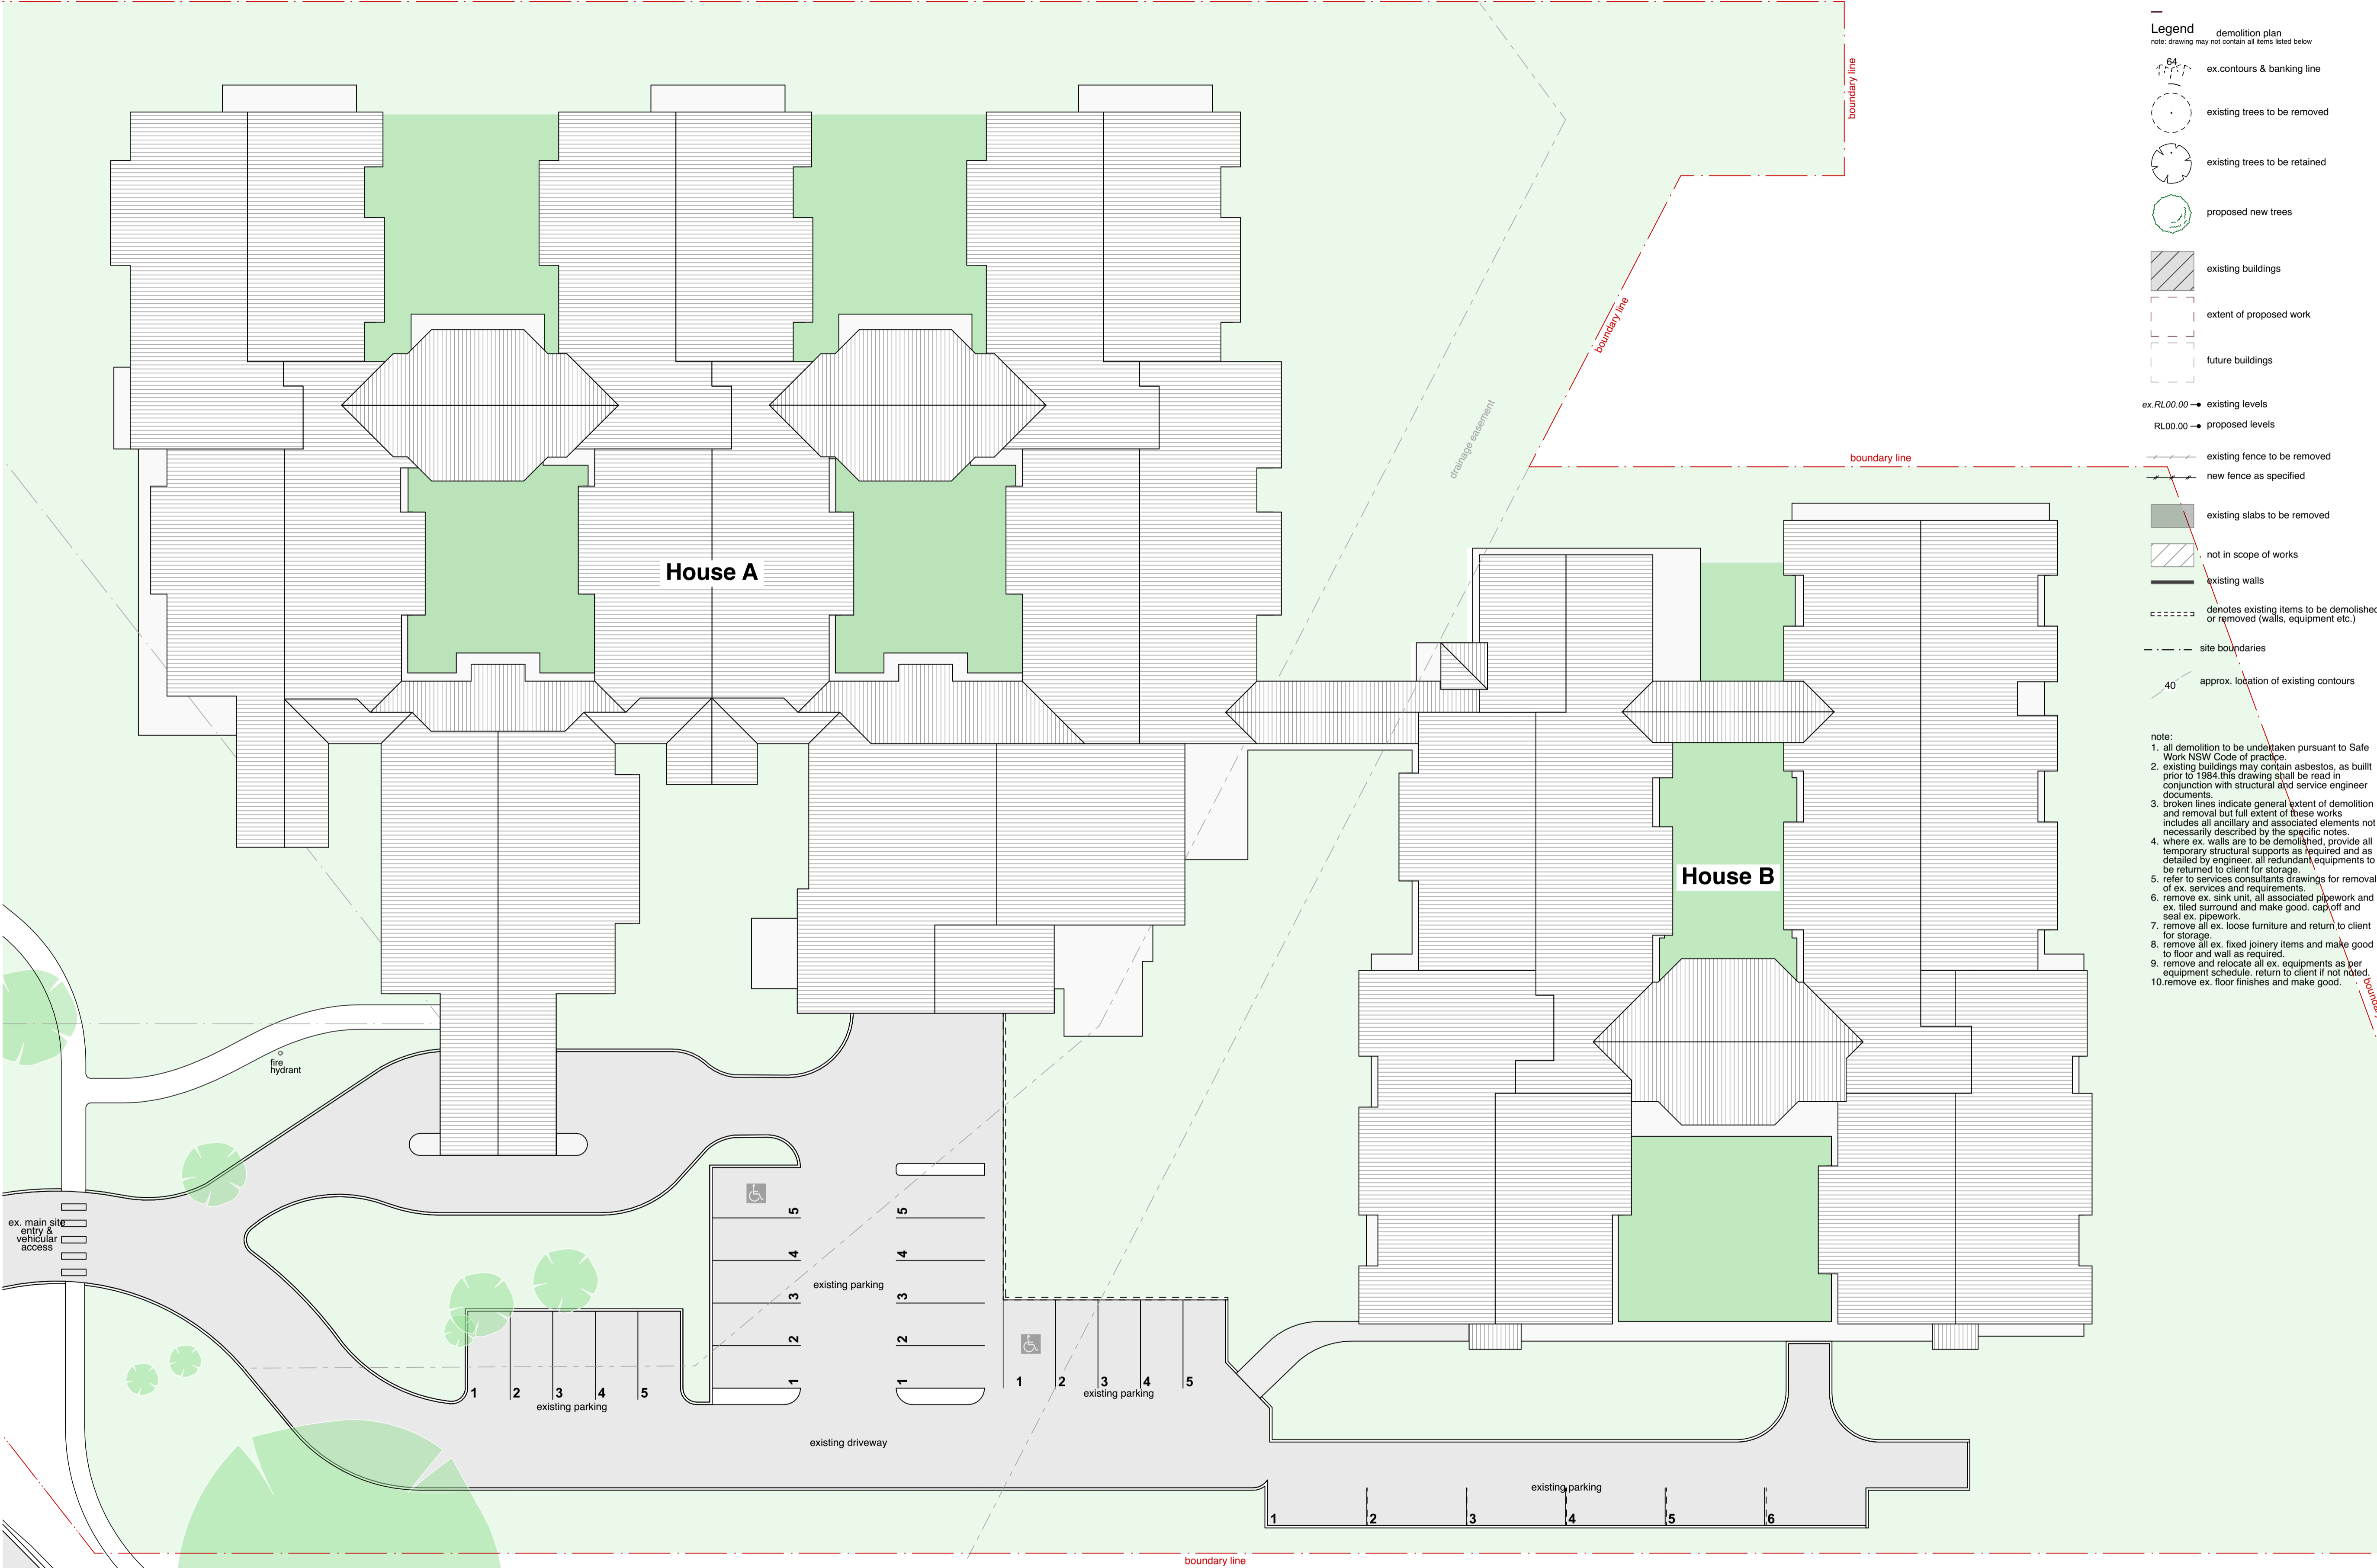 Legend demolition plan
note: drawing may not contain all items listed below
64
ex.contours & banking line
existing trees to be removed
existing trees to be retained
proposed new trees
existing buildings
extent of proposed work
future buildings
ex.RL00.00 existing levels
RL00.00 proposed levels
existing fence to be removed
new fence as specified
existing slabs to be removed
not in scope of works
existing walls
denotes existing items to be demolished
or removed (walls, equipment etc.)
site boundaries
40
approx. location of existing contours
note:
1. all demolition to be undertaken pursuant to Safe
Work NSW Code of practice.
2. existing buildings may contain asbestos, as buillt
prior to 1984.this drawing shall be read in
conjunction with structural and service engineer
documents.
3. broken lines indicate general extent of demolition
and removal but full extent of these works
includes all ancillary and associated elements not
necessarily described by the specific notes.
4. where ex. walls are to be demolished, provide all
temporary structural supports as required and as
detailed by engineer. all redundant equipments to
be returned to client for storage.
5. refer to services consultants drawings for removal
of ex. services and requirements.
6. remove ex. sink unit, all associated pipework and
ex. tiled surround and make good. cap off and
seal ex. pipework.
7. remove all ex. loose furniture and return to client
for storage.
8. remove all ex. fixed joinery items and make good
to floor and wall as required.
9. remove and relocate all ex. equipments as per
equipment schedule. return to client if not noted.
10.remove ex. floor finishes and make good.
boundary line
boundary line
boundary line
drainage easement
House A
House B
fire
hydrant
ex. main site
entry &
vehicular
access
5
4
3
2
1
5
4
3
2
1
existing parking
1 2 3 4 5
existing parking
1 2 3 4 5
existing parking
existing driveway
existing parking
1 2 3 4 5 6
boundary line